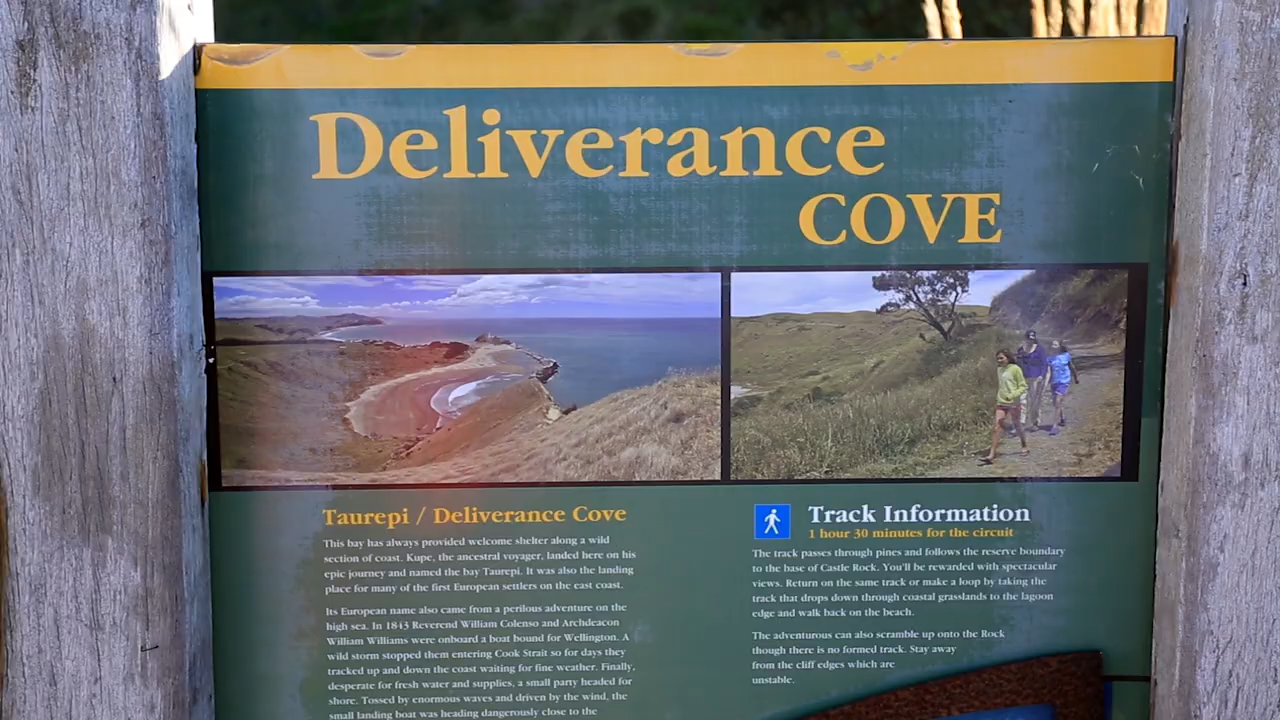 Deliverance
COVE
Taurepi / Deliverance Cove
This bay has always provided welcome shelter along a wild
section of coast. Kupe, the ancestral voyager, landed here on his
epic journey and named the bay Taurepi. It was also the landing
place for many of the first European settlers on the east coast.
Its European name also came from a perilous adventure on the
high sea. In 1843 Reverend William Colenso and Archdeacon
William Williams were onboard a boat bound for Wellington. A
wild storm stopped them entering Cook Strait so for days they
tracked up and down the coast waiting for fine weather. Finally,
desperate for fresh water and supplies, a small party headed for
shore. Tossed by enormous waves and driven by the wind, the
small landing boat was heading dangerously close to the
Track Information
1 hour 30 minutes for the circuit
The track passes through pines and follows the reserve boundary
to the base of Castle Rock. You'll be rewarded with spectacular
views. Return on the same track or make a loop by taking the
track that drops down through coastal grasslands to the lagoon
edge and walk back on the beach.
The adventurous can also scramble up onto the Rock
though there is no formed track. Stay away
from the cliff edges which are
unstable.